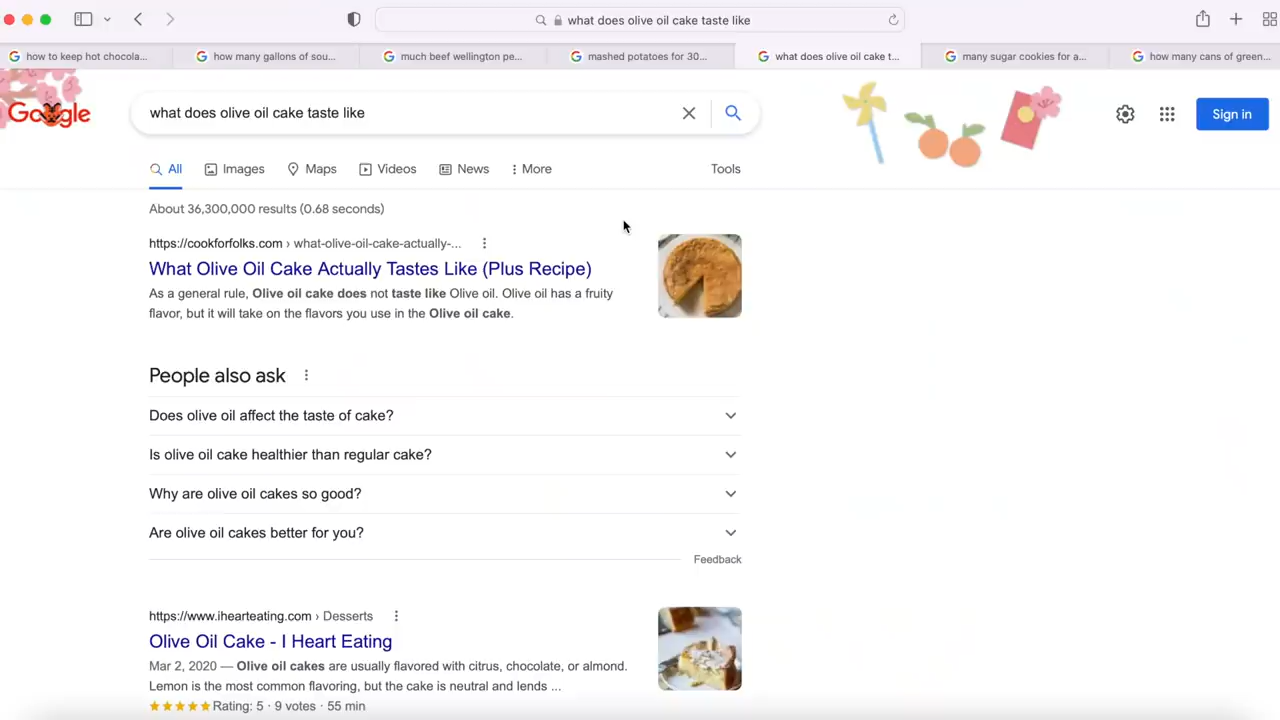 what does olive oil cake taste like
how to keep hot chocola...
how many gallons of sou...
much beef wellington pe...
mashed potatoes for 30...
what does olive oil cake t...
many sugar cookies for a...
how many cans of green...
Google
what does olive oil cake taste like
Sign in
All
Images
Maps
Videos
News
More
Tools
About 36,300,000 results (0.68 seconds)
https://cookforfolks.com › what-olive-oil-cake-actually-...
What Olive Oil Cake Actually Tastes Like (Plus Recipe)
As a general rule, Olive oil cake does not taste like Olive oil. Olive oil has a fruity
flavor, but it will take on the flavors you use in the Olive oil cake.
People also ask
Does olive oil affect the taste of cake?
Is olive oil cake healthier than regular cake?
Why are olive oil cakes so good?
Are olive oil cakes better for you?
Feedback
https://www.ihearteating.com › Desserts
Olive Oil Cake - I Heart Eating
Mar 2, 2020 — Olive oil cakes are usually flavored with citrus, chocolate, or almond.
Lemon is the most common flavoring, but the cake is neutral and lends ...
Rating: 5 · 9 votes · 55 min